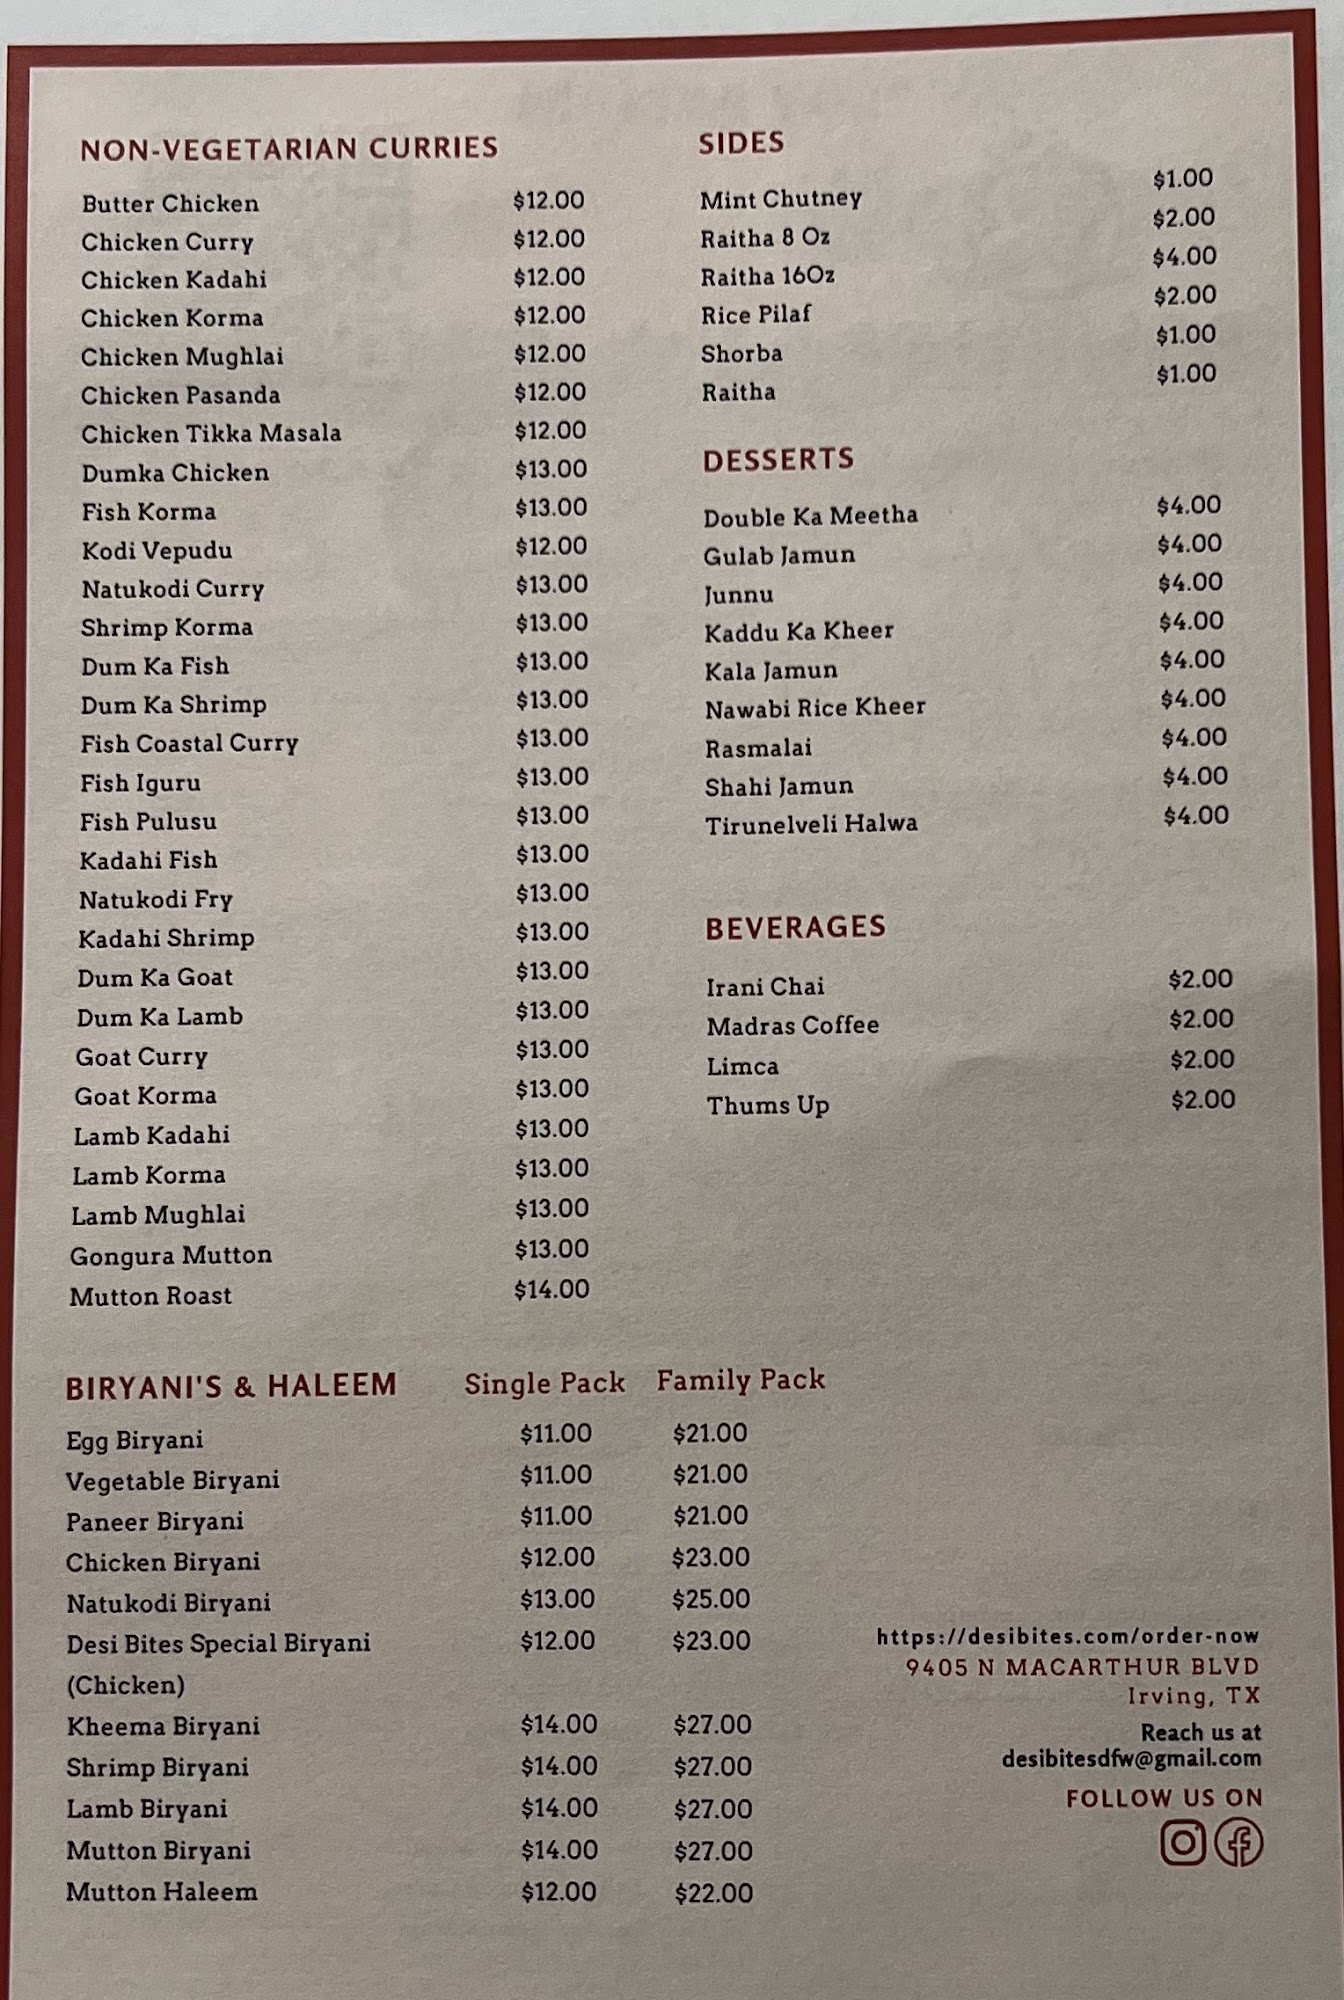 NON-VEGETARIAN CURRIES
Butter Chicken $12.00
Chicken Curry $12.00
Chicken Kadahi $12.00
Chicken Korma $12.00
Chicken Mughlai $12.00
Chicken Pasanda $12.00
Chicken Tikka Masala $12.00
Dumka Chicken $13.00
Fish Korma $13.00
Kodi Vepudu $12.00
Natukodi Curry $13.00
Shrimp Korma $13.00
Dum Ka Fish $13.00
Dum Ka Shrimp $13.00
Fish Coastal Curry $13.00
Fish Iguru $13.00
Fish Pulusu $13.00
Kadahi Fish $13.00
Natukodi Fry $13.00
Kadahi Shrimp $13.00
Dum Ka Goat $13.00
Dum Ka Lamb $13.00
Goat Curry $13.00
Goat Korma $13.00
Lamb Kadahi $13.00
Lamb Korma $13.00
Lamb Mughlai $13.00
Gongura Mutton $13.00
Mutton Roast $14.00
SIDES
Mint Chutney $1.00
Raitha 8 Oz $2.00
Raitha 16Oz $4.00
Rice Pilaf $2.00
Shorba $1.00
Raitha $1.00
DESSERTS
Double Ka Meetha $4.00
Gulab Jamun $4.00
Junnu $4.00
Kaddu Ka Kheer $4.00
Kala Jamun $4.00
Nawabi Rice Kheer $4.00
Rasmalai $4.00
Shahi Jamun $4.00
Tirunelveli Halwa $4.00
BEVERAGES
Irani Chai $2.00
Madras Coffee $2.00
Limca $2.00
Thums Up $2.00
BIRYANI'S & HALEEM Single Pack Family Pack
Egg Biryani $11.00 $21.00
Vegetable Biryani $11.00 $21.00
Paneer Biryani $11.00 $21.00
Chicken Biryani $12.00 $23.00
Natukodi Biryani $13.00 $25.00
Desi Bites Special Biryani $12.00 $23.00
(Chicken)
Kheema Biryani $14.00 $27.00
Shrimp Biryani $14.00 $27.00
Lamb Biryani $14.00 $27.00
Mutton Biryani $14.00 $27.00
Mutton Haleem $12.00 $22.00
https://desibites.com/order-now
9405 N MACARTHUR BLVD
Irving, TX
Reach us at
desibitesdfw@gmail.com
FOLLOW US ON